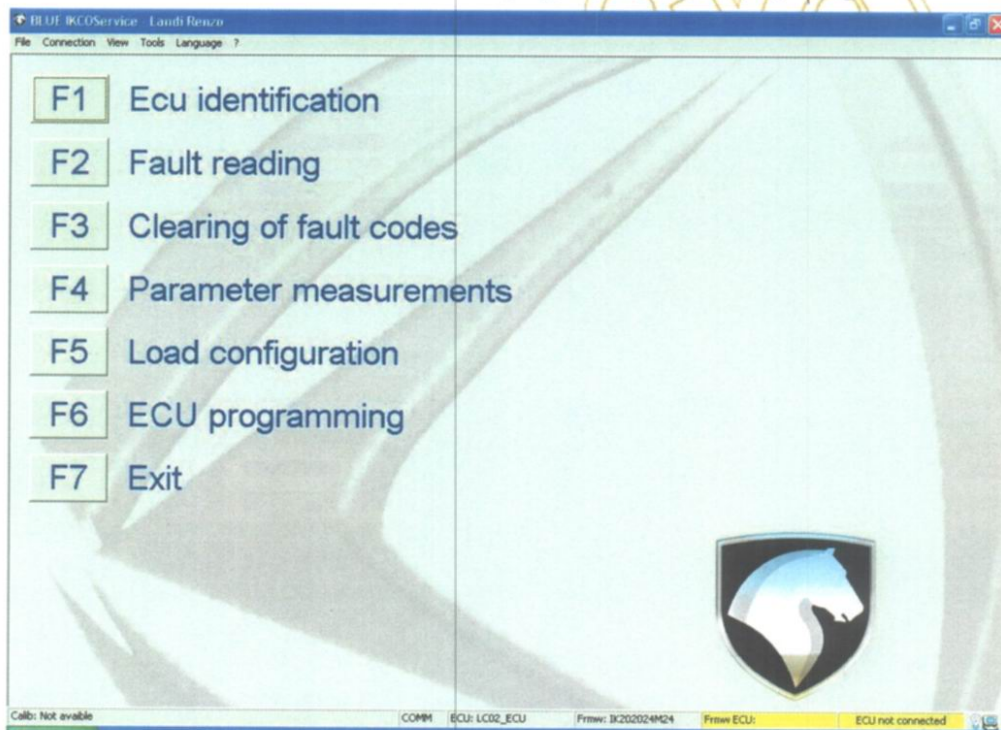 BLUE IKCOService - Landi Renzo
File Connection View Tools Language ?
F1 Ecu identification
F2 Fault reading
F3 Clearing of fault codes
F4 Parameter measurements
F5 Load configuration
F6 ECU programming
F7 Exit
Calib: Not avaible COMM ECU: LC02_ECU Frmw: IK202024M24 Frmw ECU: ECU not connected